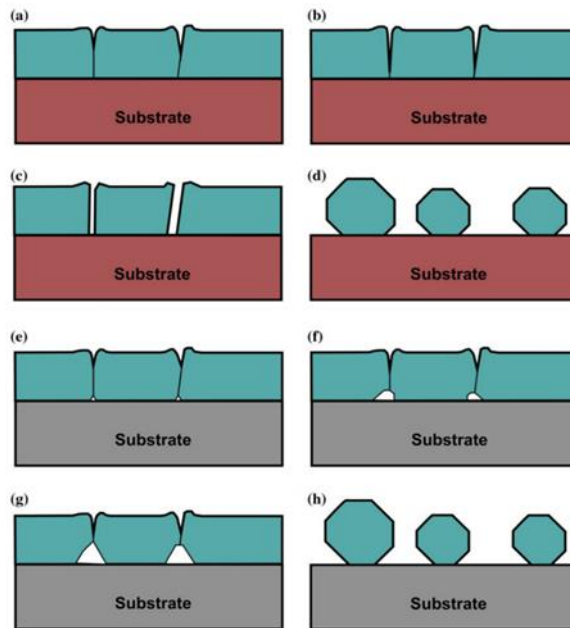 (a)
(b)
Substrate
Substrate
(c)
(d)
Substrate
Substrate
(e)
(f)
Substrate
Substrate
(g)
(h)
Substrate
Substrate